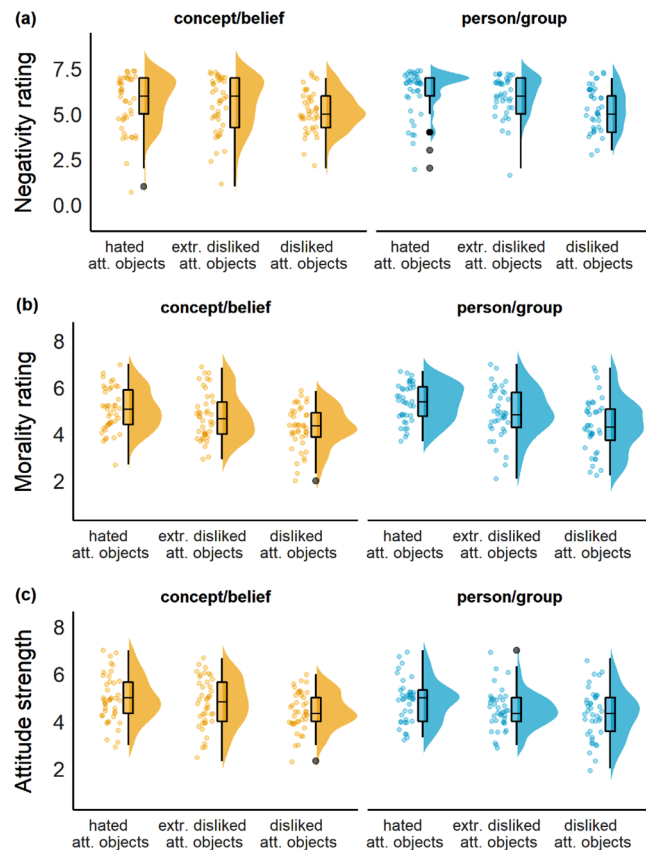 (a)
concept/belief
person/group
Negativity rating
7.5
5.0
2.5
0.0
hated
att. objects
extr. disliked
att. objects
disliked
att. objects
hated
att. objects
extr. disliked
att. objects
disliked
att. objects
(b)
concept/belief
person/group
Morality rating
8
6
4
2
hated
att. objects
extr. disliked
att. objects
disliked
att. objects
hated
att. objects
extr. disliked
att. objects
disliked
att. objects
(c)
concept/belief
person/group
Attitude strength
8
6
4
2
hated
att. objects
extr. disliked
att. objects
disliked
att. objects
hated
att. objects
extr. disliked
att. objects
disliked
att. objects